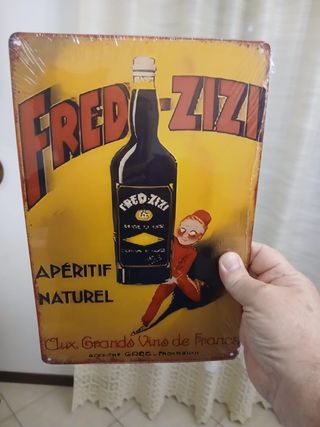 FRED-ZIZI
FRED-ZIZI
APÉRITIF
NATUREL
Aux Grands Vins de France